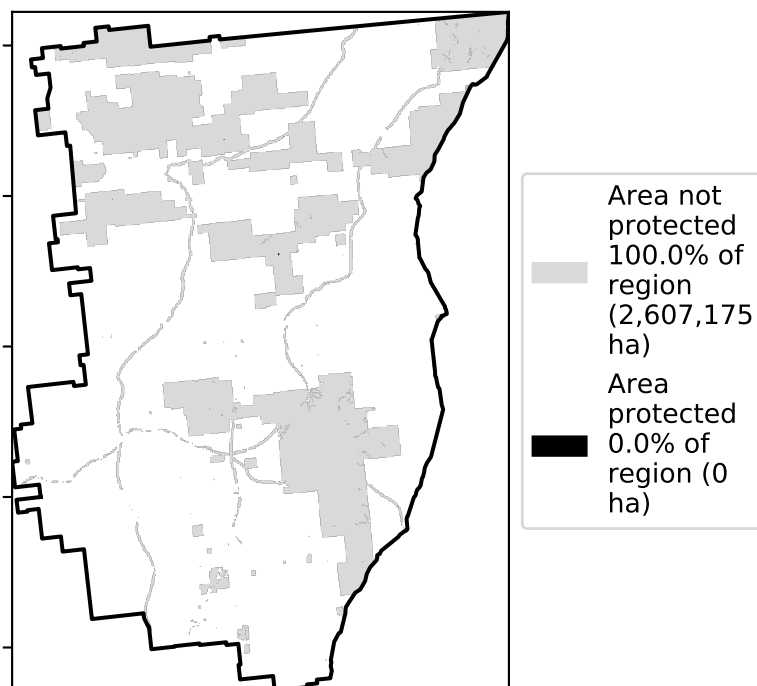 Area not
protected
100.0% of
region
(2,607,175
ha)
Area
protected
0.0% of
region (0
ha)